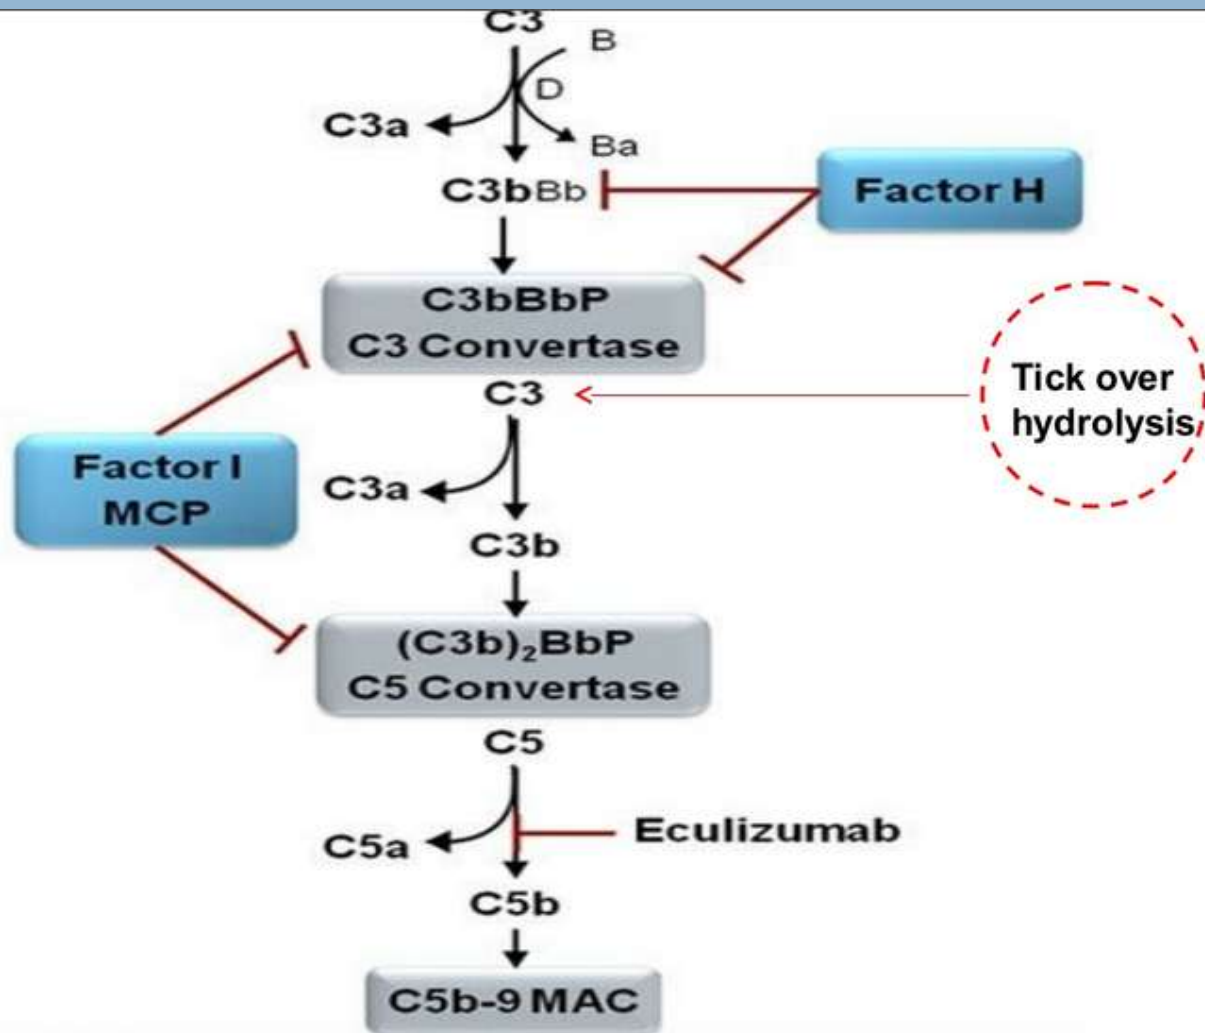 C3
B
D
C3a
Ba
C3bBb
Factor H
C3bBbP
C3 Convertase
C3
Tick over
hydrolysis
Factor I
MCP
C3a
C3b
(C3b)₂BbP
C5 Convertase
C5
Eculizumab
C5a
C5b
C5b-9 MAC